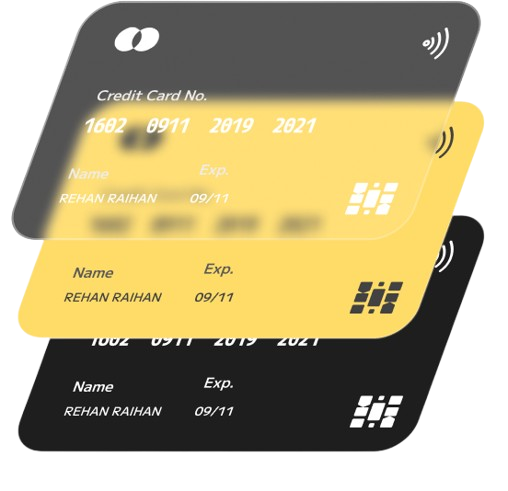 Credit Card No.
1602 0911 2019 2021
Name Exp.
REHAN RAIHAN 09/11
Name Exp.
REHAN RAIHAN 09/11
1602 0911 2019 2021
Name Exp.
REHAN RAIHAN 09/11